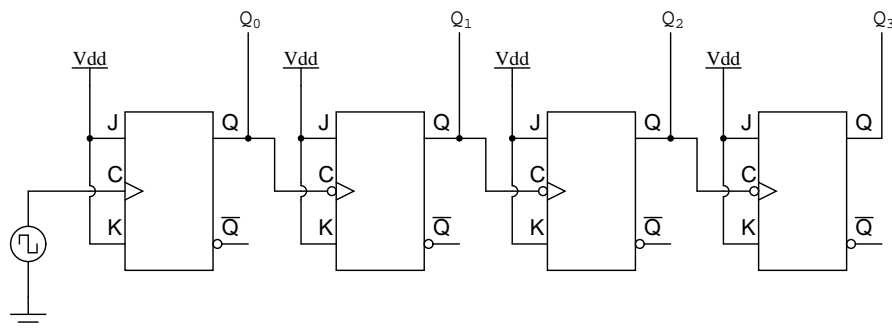 Q0 Q1 Q2 Q3
Vdd Vdd Vdd Vdd
J Q J Q J Q J Q
C C C C
K Q̅ K Q̅ K Q̅ K Q̅